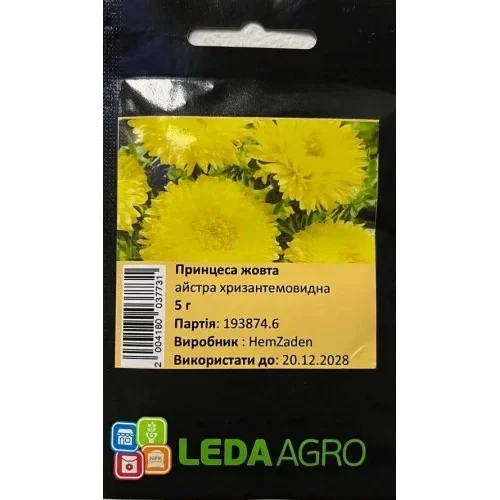 Принцеса жовта
айстра хризантемовидна
5 г
Партія: 193874.6
Виробник : HemZaden
Використати до: 20.12.2028
2 004180 037731
NPK
LEDAAGRO